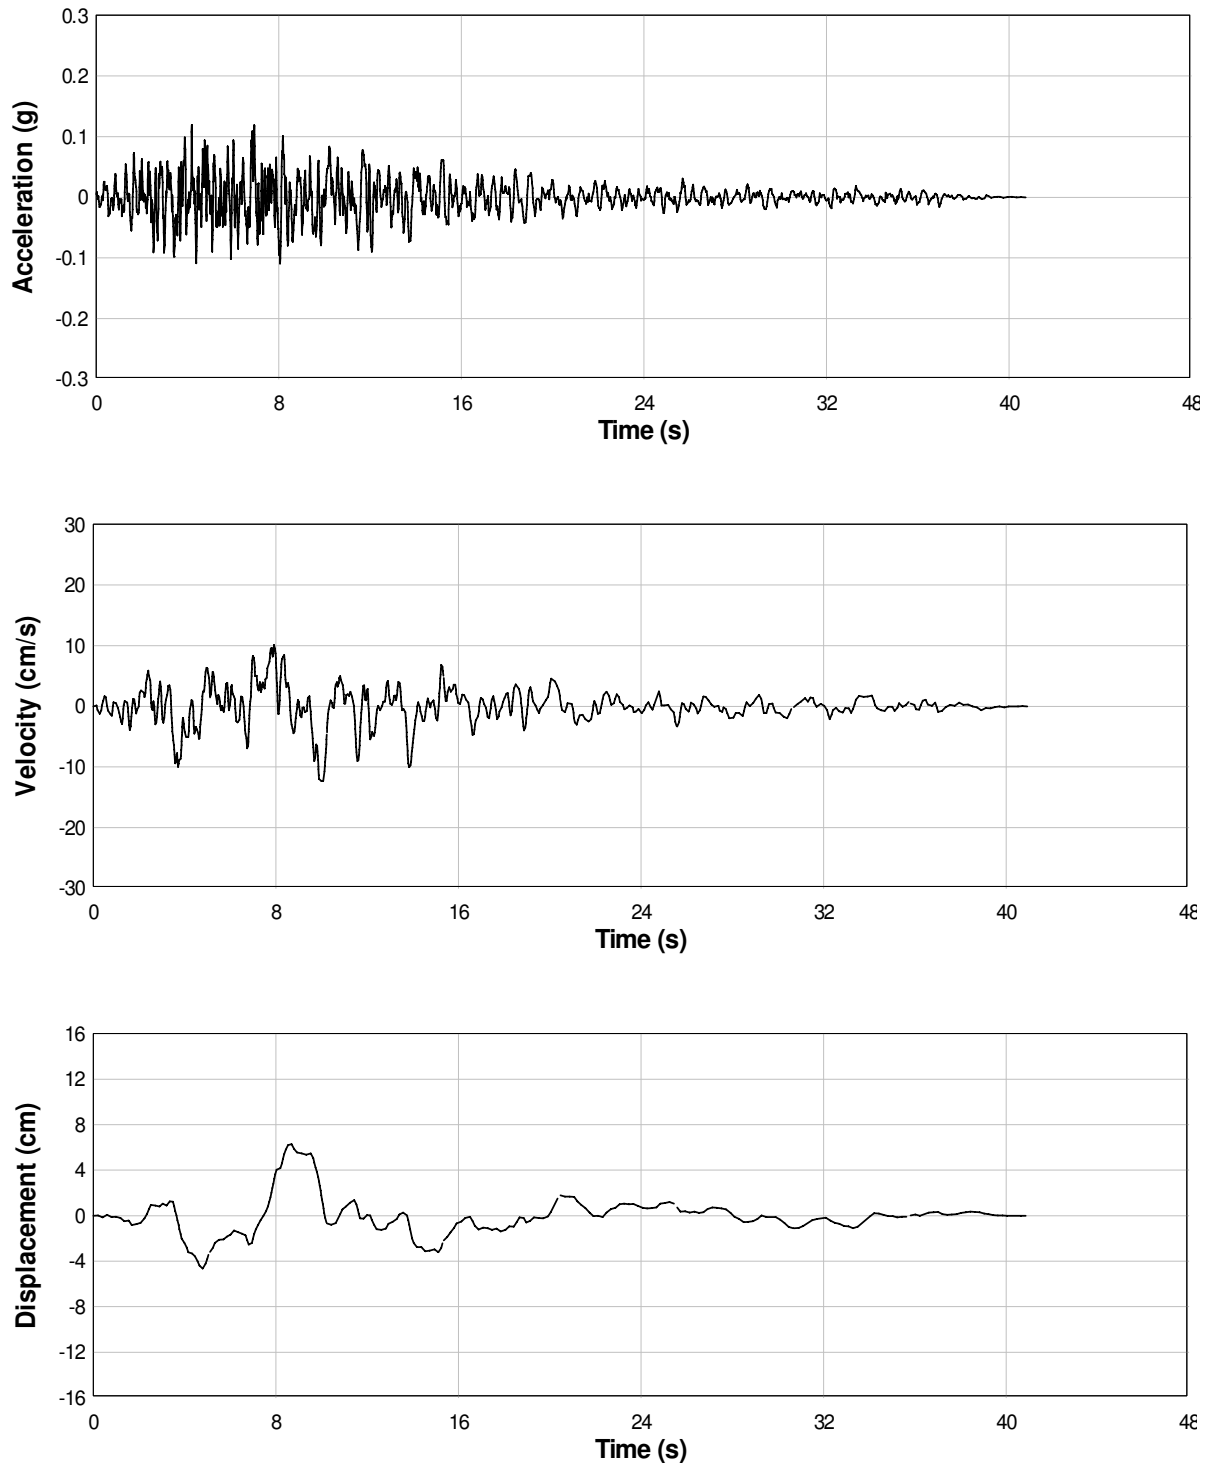 0.3
0.2
0.1
0
-0.1
-0.2
-0.3
Acceleration (g)
0 8 16 24 32 40 48
Time (s)
30
20
10
0
-10
-20
-30
Velocity (cm/s)
0 8 16 24 32 40 48
Time (s)
16
12
8
4
0
-4
-8
-12
-16
Displacement (cm)
0 8 16 24 32 40 48
Time (s)